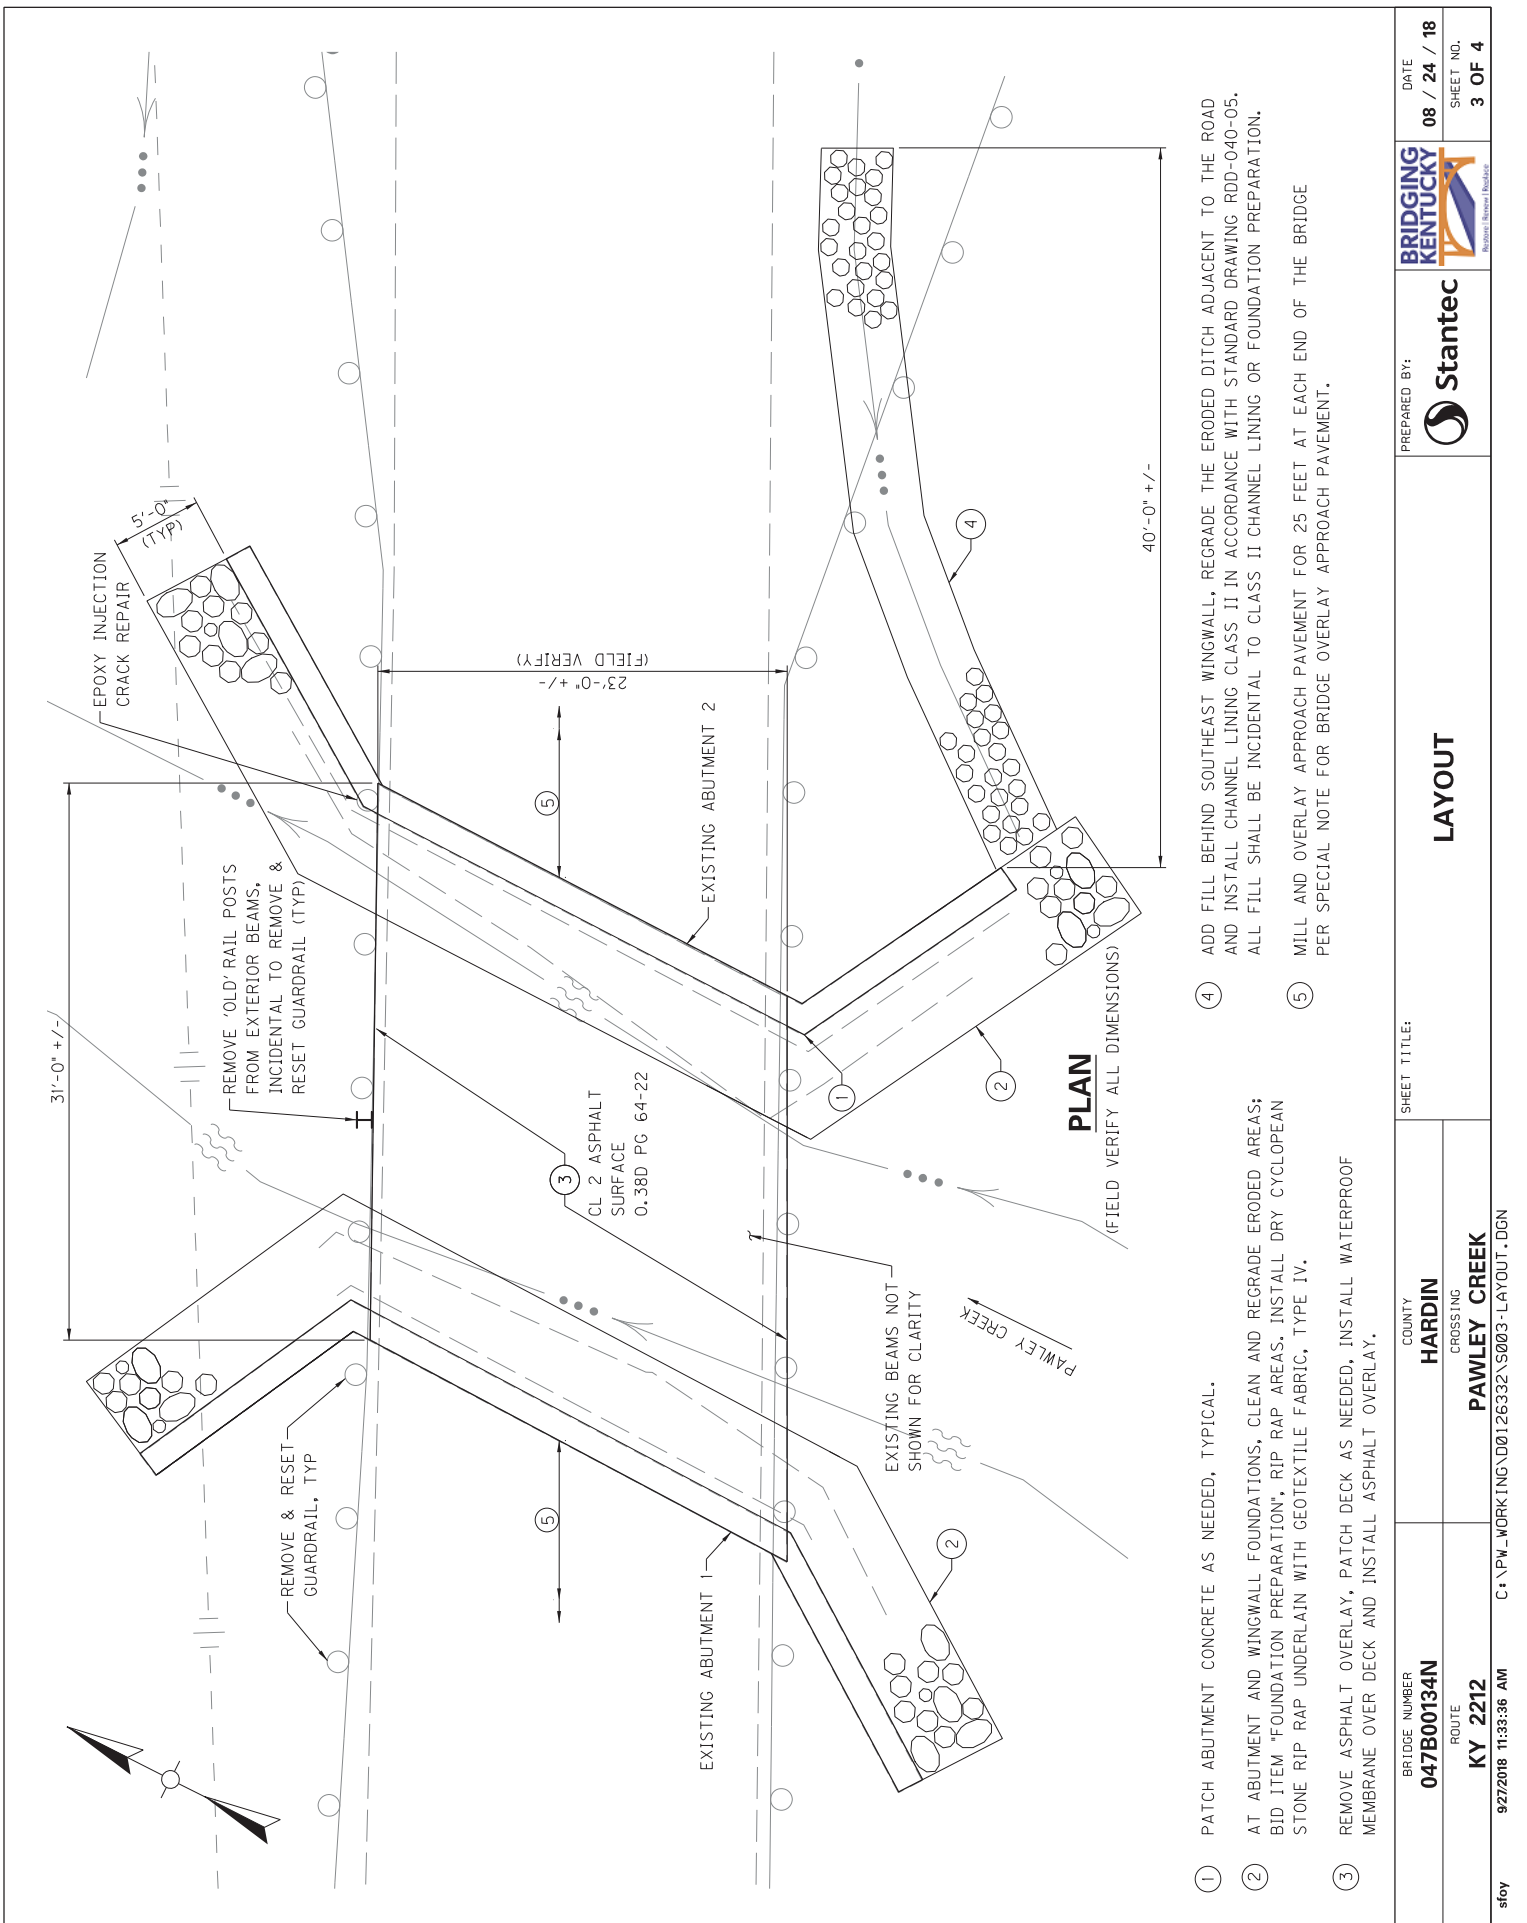 31'-0" +/-
EPOXY INJECTION
CRACK REPAIR
5'-0"
(TYP)
REMOVE 'OLD' RAIL POSTS
FROM EXTERIOR BEAMS,
INCIDENTAL TO REMOVE &
RESET GUARDRAIL (TYP)
REMOVE & RESET
GUARDRAIL, TYP
23'-0" +/-
(FIELD VERIFY)
5
5
3
CL 2 ASPHALT
SURFACE
0.38D PG 64-22
EXISTING ABUTMENT 1
EXISTING ABUTMENT 2
EXISTING BEAMS NOT
SHOWN FOR CLARITY
PAWLEY CREEK
1
2
2
4
40'-0" +/-
PLAN
(FIELD VERIFY ALL DIMENSIONS)
1 PATCH ABUTMENT CONCRETE AS NEEDED, TYPICAL.
2 AT ABUTMENT AND WINGWALL FOUNDATIONS, CLEAN AND REGRADE ERODED AREAS;
BID ITEM "FOUNDATION PREPARATION", RIP RAP AREAS. INSTALL DRY CYCLOPEAN
STONE RIP RAP UNDERLAIN WITH GEOTEXTILE FABRIC, TYPE IV.
3 REMOVE ASPHALT OVERLAY, PATCH DECK AS NEEDED, INSTALL WATERPROOF
MEMBRANE OVER DECK AND INSTALL ASPHALT OVERLAY.
4 ADD FILL BEHIND SOUTHEAST WINGWALL, REGRADE THE ERODED DITCH ADJACENT TO THE ROAD
AND INSTALL CHANNEL LINING CLASS II IN ACCORDANCE WITH STANDARD DRAWING RDD-040-05.
ALL FILL SHALL BE INCIDENTAL TO CLASS II CHANNEL LINING OR FOUNDATION PREPARATION.
5 MILL AND OVERLAY APPROACH PAVEMENT FOR 25 FEET AT EACH END OF THE BRIDGE
PER SPECIAL NOTE FOR BRIDGE OVERLAY APPROACH PAVEMENT.
BRIDGE NUMBER
047B00134N
ROUTE
KY 2212
COUNTY
HARDIN
CROSSING
PAWLEY CREEK
SHEET TITLE:
LAYOUT
PREPARED BY:
Stantec
BRIDGING
KENTUCKY
Restore | Renew | Replace
DATE
08 / 24 / 18
SHEET NO.
3 OF 4
sfoy 9/27/2018 11:33:36 AM C:\PW_WORKING\D0126332\S003-LAYOUT.DGN